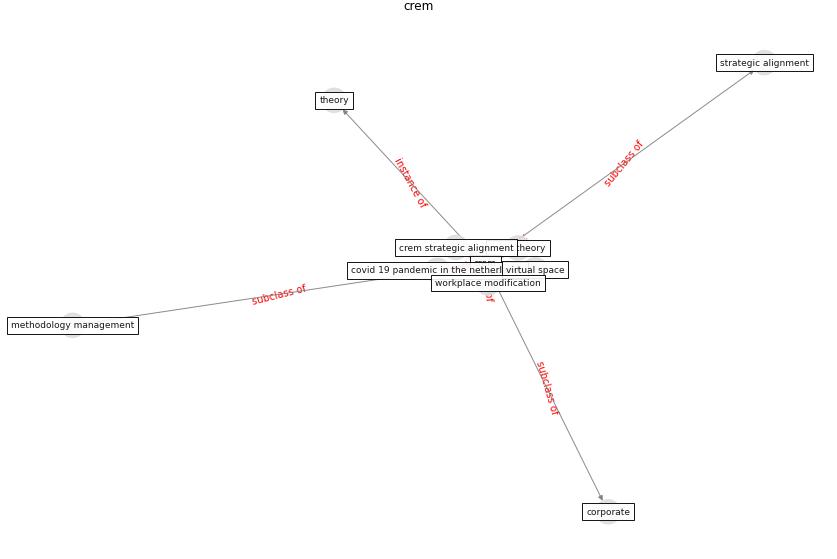 crem
strategic alignment
theory
instance of
subclass of
crem strategic alignment
theory
covid 19 pandemic in the netherl
virtual space
workplace modification
subclass of
of
methodology management
subclass of
corporate